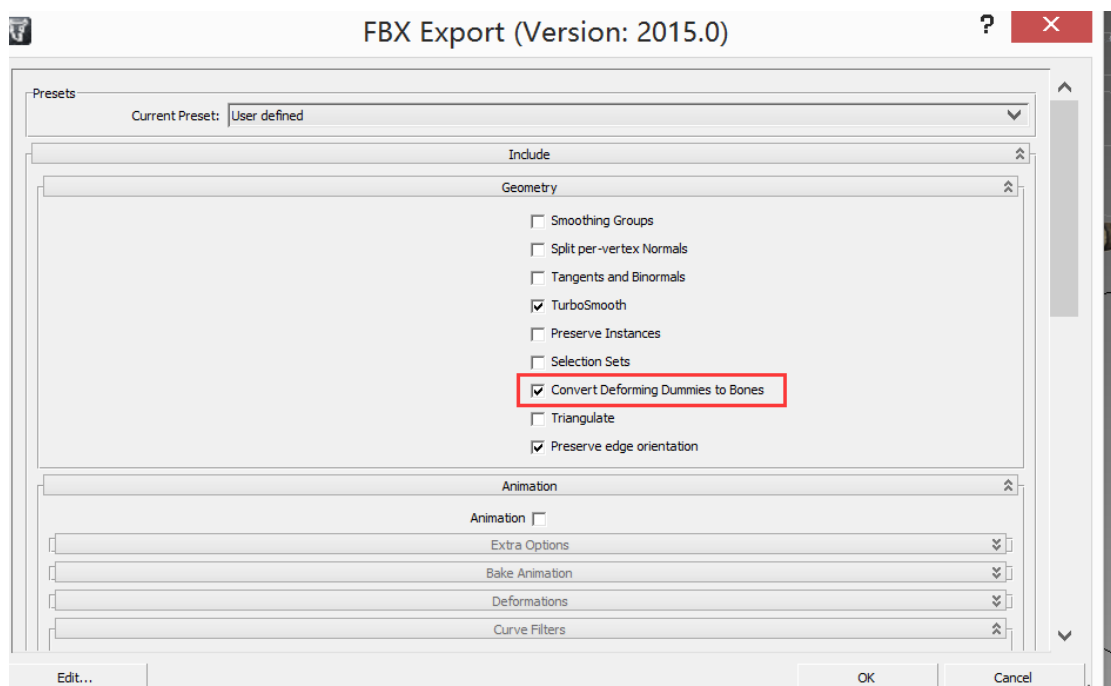 FBX Export (Version: 2015.0)
?
Presets
Current Preset: User defined
Include
Geometry
Smoothing Groups
Split per-vertex Normals
Tangents and Binormals
TurboSmooth
Preserve Instances
Selection Sets
Convert Deforming Dummies to Bones
Triangulate
Preserve edge orientation
Animation
Animation
Extra Options
Bake Animation
Deformations
Curve Filters
Edit... OK Cancel